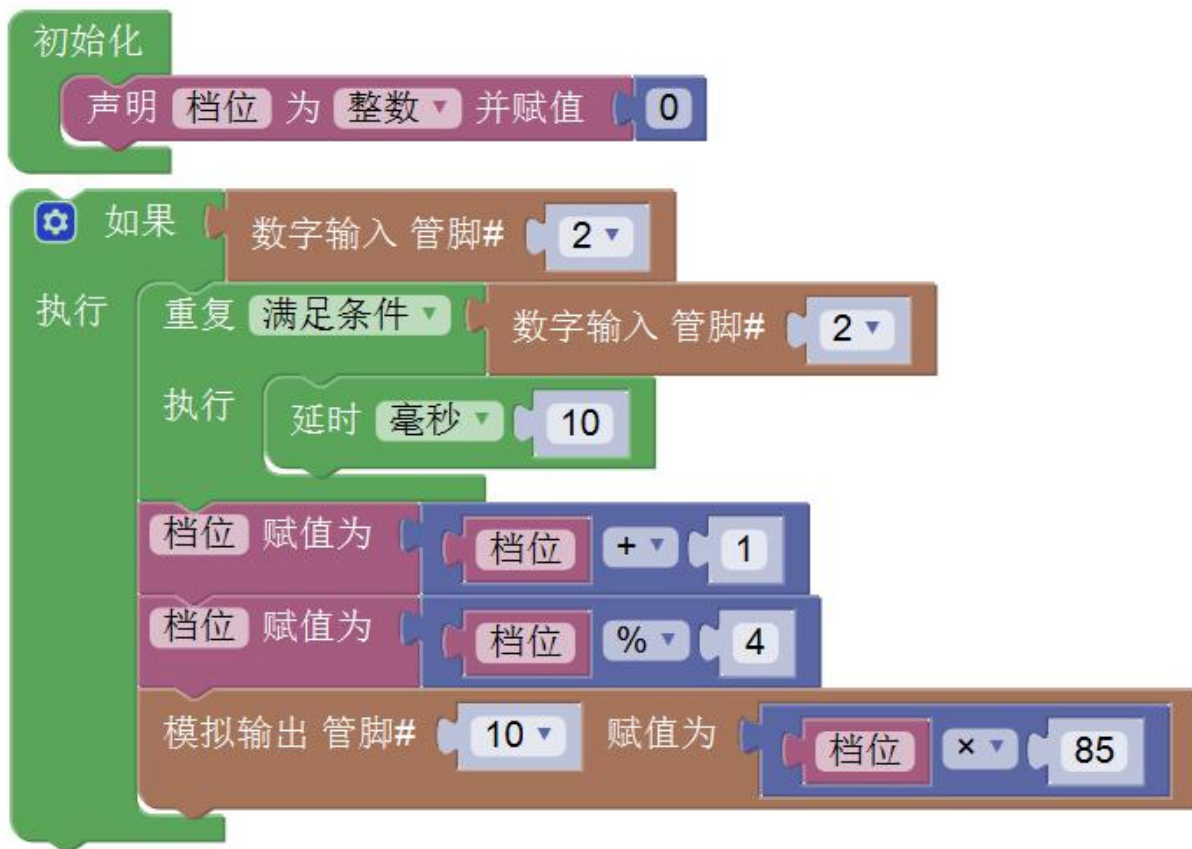 初始化
声明 档位 为 整数 并赋值 0
如果 数字输入 管脚# 2
执行 重复 满足条件 数字输入 管脚# 2
执行 延时 毫秒 10
档位 赋值为 档位 + 1
档位 赋值为 档位 % 4
模拟输出 管脚# 10 赋值为 档位 × 85